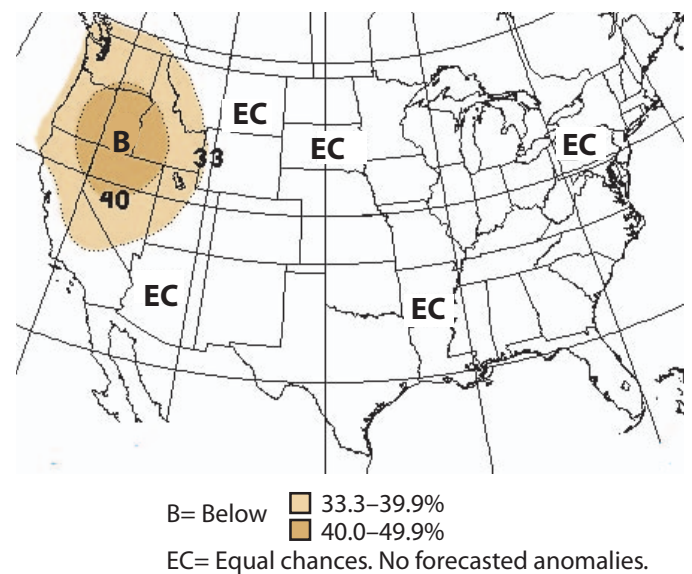 EC
EC
EC
B
33
40
EC
EC
B= Below
33.3–39.9%
40.0–49.9%
EC= Equal chances. No forecasted anomalies.